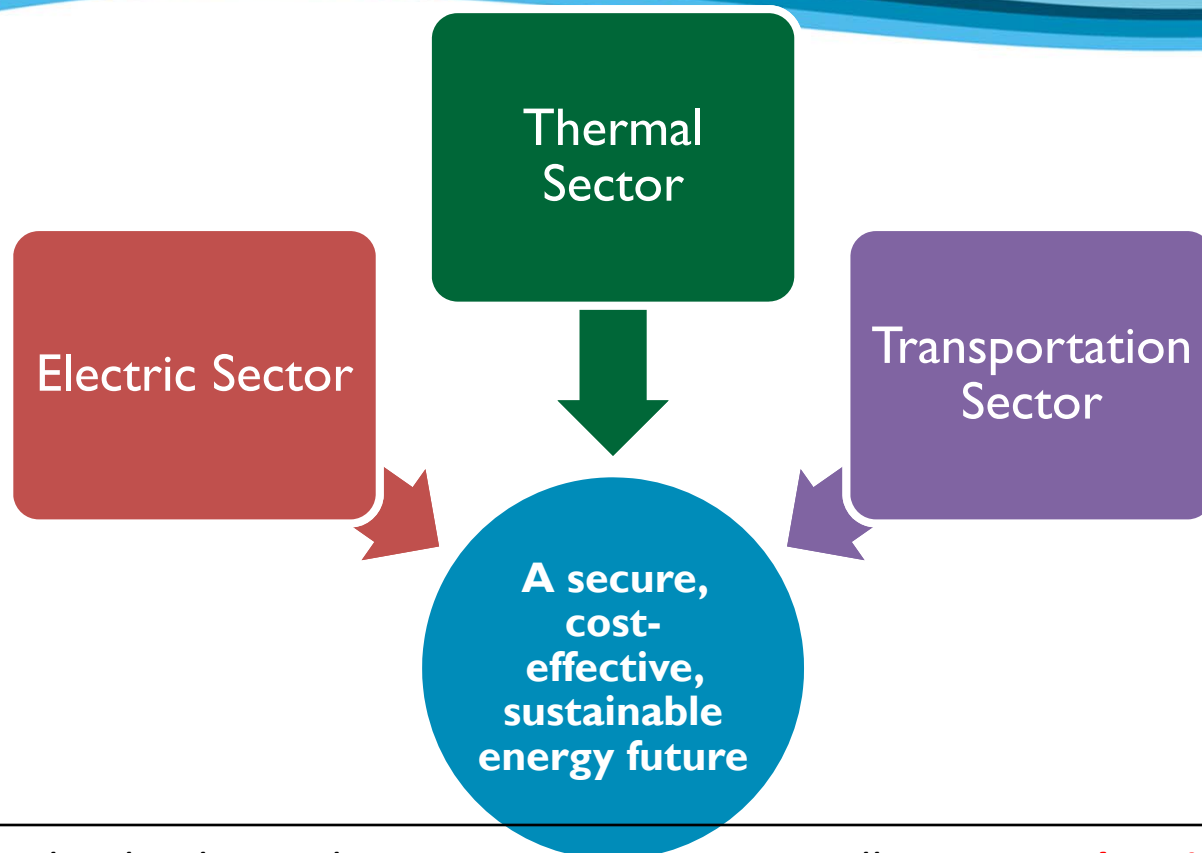 Thermal
Sector
Electric Sector
Transportation
Sector
A secure,
cost-
effective,
sustainable
energy future